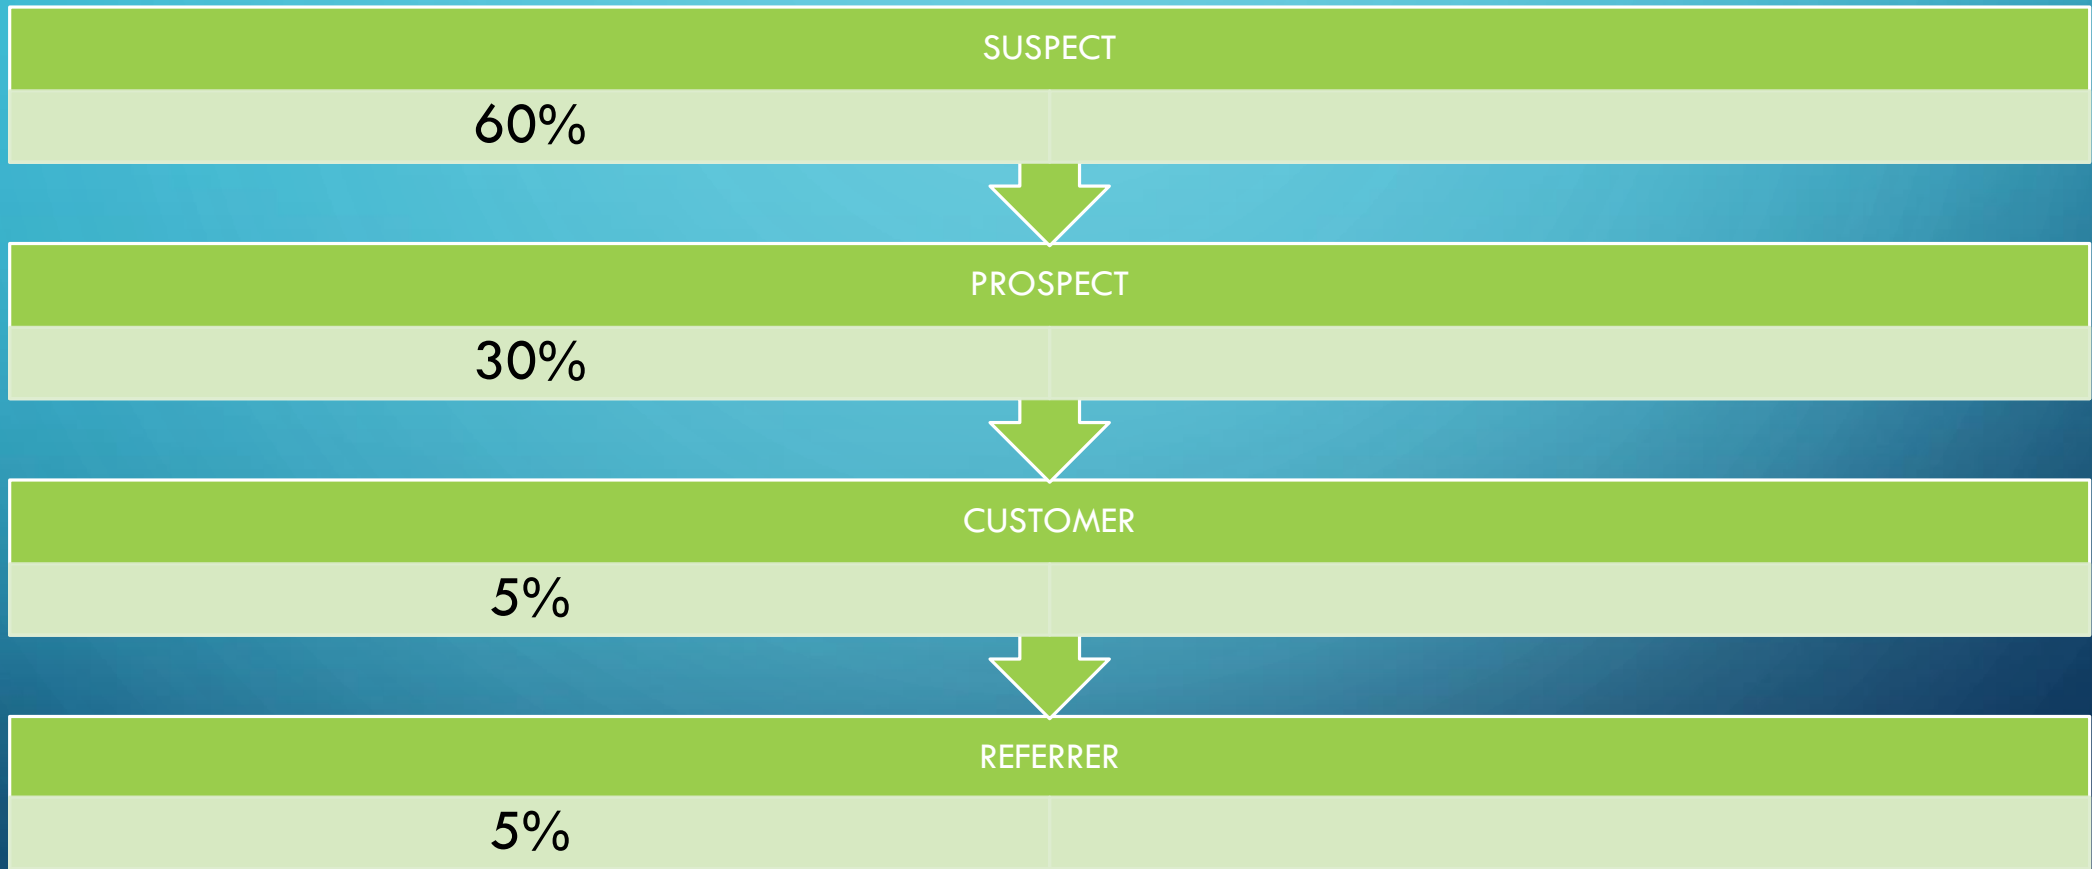 SUSPECT
60%
PROSPECT
30%
CUSTOMER
5%
REFERRER
5%